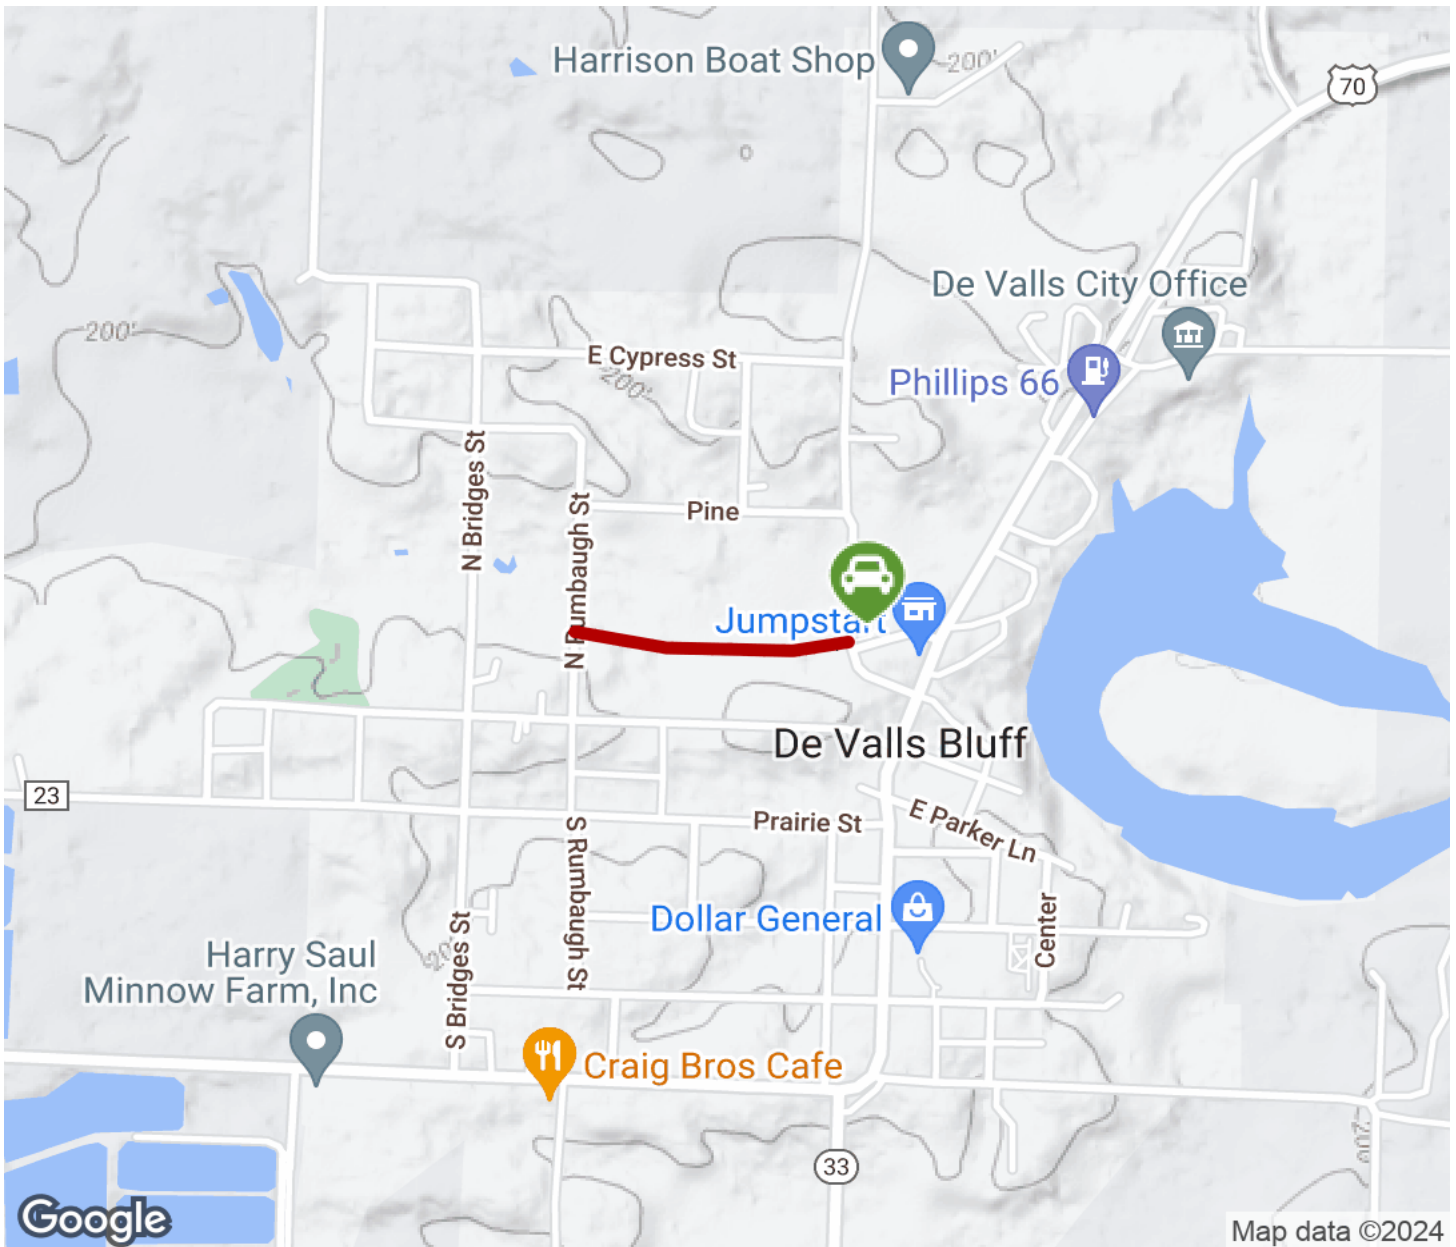 Harrison Boat Shop
200'
70
De Valls City Office
200'
E Cypress St
200'
Phillips 66
N Bridges St
N Rumbaugh St
Pine
Jumpstart
De Valls Bluff
23
Prairie St
E Parker Ln
S Rumbaugh St
Dollar General
Center
Harry Saul
Minnow Farm, Inc
S Bridges St
Craig Bros Cafe
33
Google
Map data ©2024